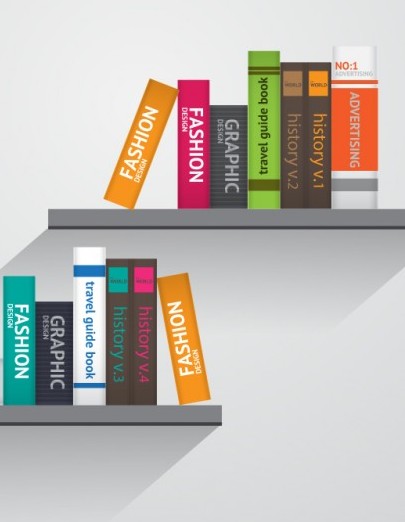 FASHION
DESIGN
FASHION
DESIGN
GRAPHIC
DESIGN
travel guide book
WORLD
history v.2
WORLD
history v.1
NO:1
ADVERTISING
ADVERTISING
FASHION
DESIGN
GRAPHIC
DESIGN
travel guide book
WORLD
history v.3
WORLD
history v.4
FASHION
DESIGN